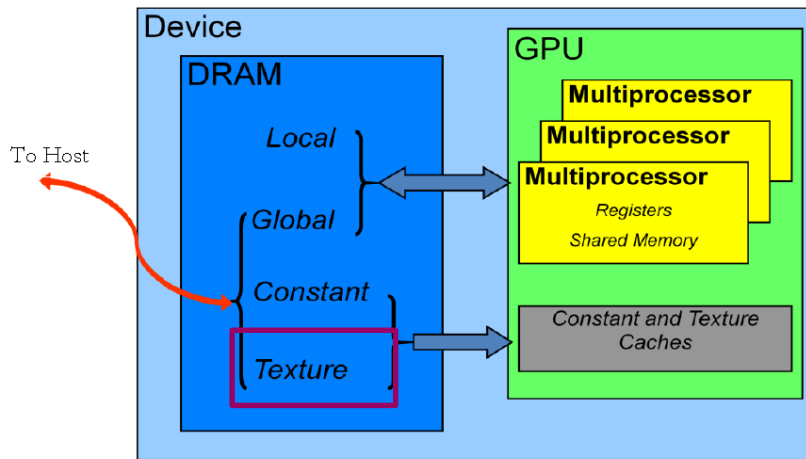 Device
DRAM
Local
Global
Constant
Texture
To Host
GPU
Multiprocessor
Multiprocessor
Multiprocessor
Registers
Shared Memory
Constant and Texture
Caches